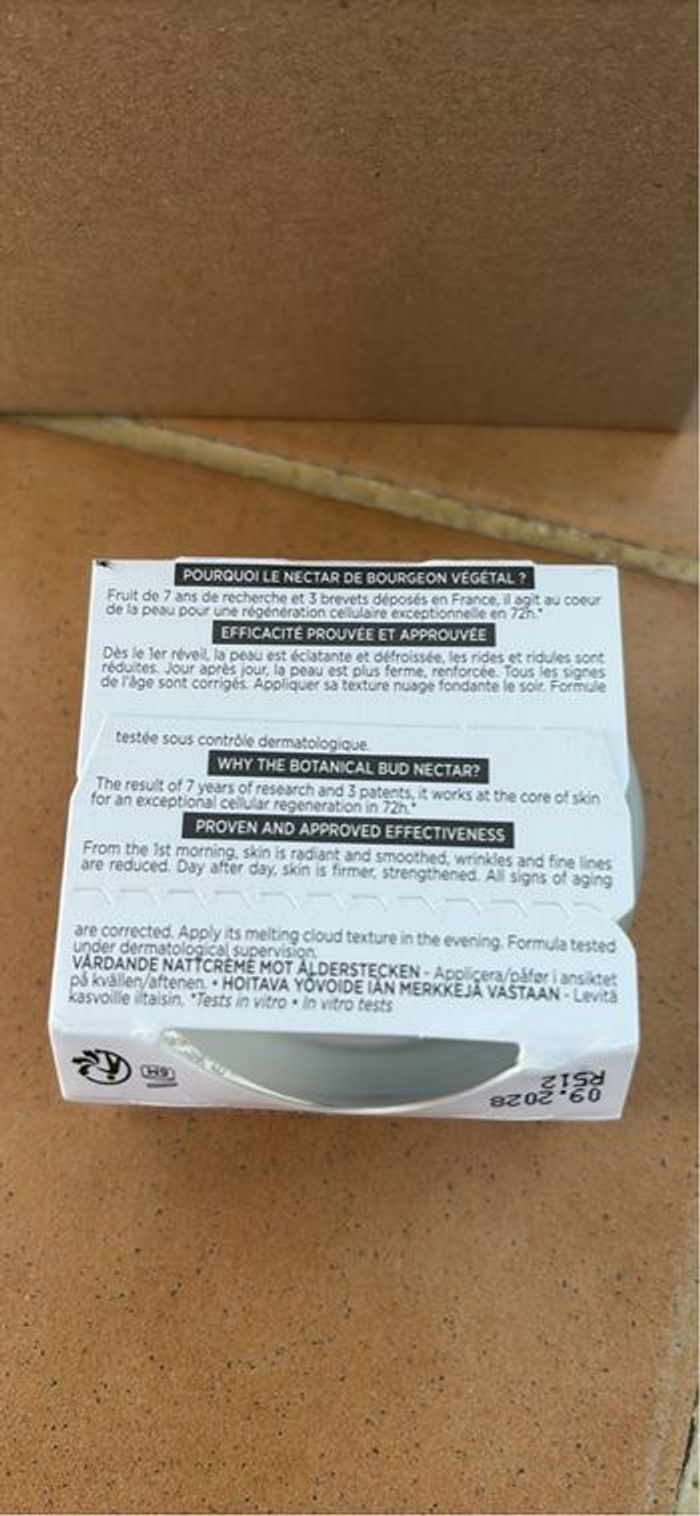 POURQUOI LE NECTAR DE BOURGEON VÉGÉTAL ?
Fruit de 7 ans de recherche et 3 brevets déposés en France, il agit au coeur
de la peau pour une régénération cellulaire exceptionnelle en 72h.*
EFFICACITÉ PROUVÉE ET APPROUVÉE
Dès le 1er réveil, la peau est éclatante et défroissée, les rides et ridules sont
réduites. Jour après jour, la peau est plus ferme, renforcée. Tous les signes
de l'âge sont corrigés. Appliquer sa texture nuage fondante le soir. Formule
testée sous contrôle dermatologique.
WHY THE BOTANICAL BUD NECTAR?
The result of 7 years of research and 3 patents, it works at the core of skin
for an exceptional cellular regeneration in 72h.*
PROVEN AND APPROVED EFFECTIVENESS
From the 1st morning, skin is radiant and smoothed, wrinkles and fine lines
are reduced. Day after day, skin is firmer, strengthened. All signs of aging
are corrected. Apply its melting cloud texture in the evening. Formula tested
under dermatological supervision.
VÅRDANDE NATTCRÈME MOT ÅLDERSTECKEN - Applicera/påfør i ansiktet
på kvällen/aftenen. • HOITAVA YÖVOIDE IÄN MERKKEJÄ VASTAAN - Levitä
kasvoille iltaisin. *Tests in vitro • In vitro tests
6M
09.2028
RS12